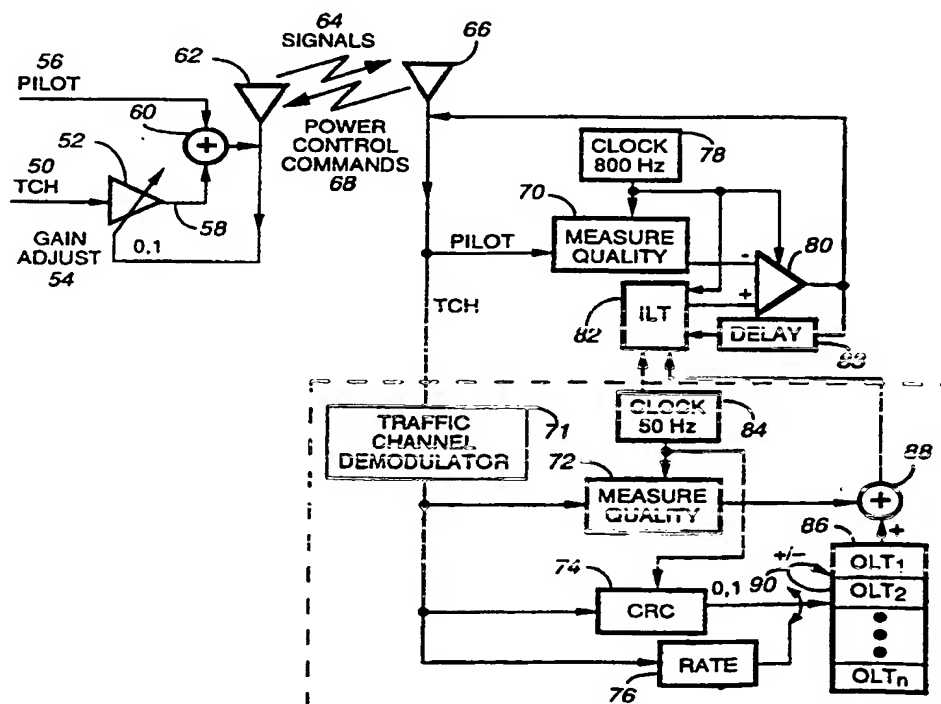 64
SIGNALS
66
62
56
PILOT
60
+
52
50
TCH
58
GAIN
ADJUST
54
0,1
POWER
CONTROL
COMMANDS
68
CLOCK
800 Hz
78
70
MEASURE
QUALITY
PILOT
-
+
80
82
ILT
DELAY
83
TCH
TRAFFIC
CHANNEL
DEMODULATOR
71
CLOCK
50 Hz
84
72
MEASURE
QUALITY
88
+
+
86
74
CRC
0,1
90
+/−
OLT1
OLT2
OLTn
RATE
76